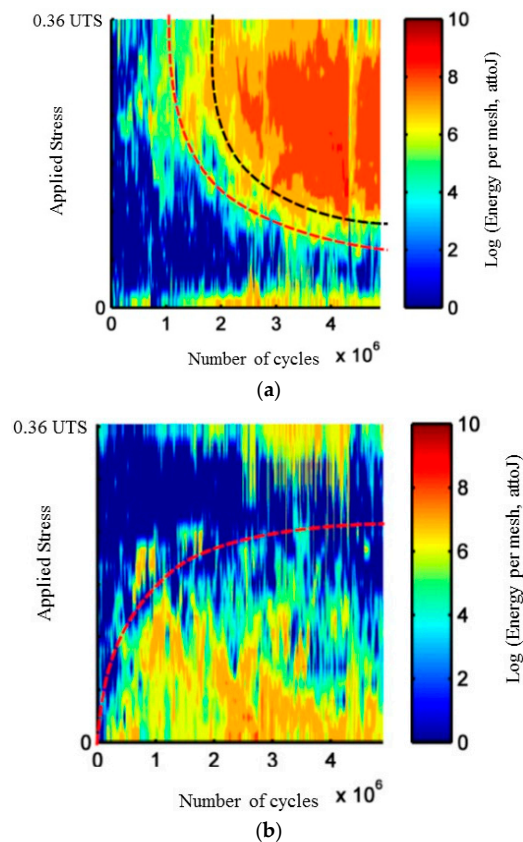 0.36 UTS
Applied Stress
0
0 1 2 3 4
Number of cycles x 10^6
10
8
6
4
2
0
Log (Energy per mesh, attoJ)
(a)
0.36 UTS
Applied Stress
0
0 1 2 3 4
Number of cycles x 10^6
10
8
6
4
2
0
Log (Energy per mesh, attoJ)
(b)